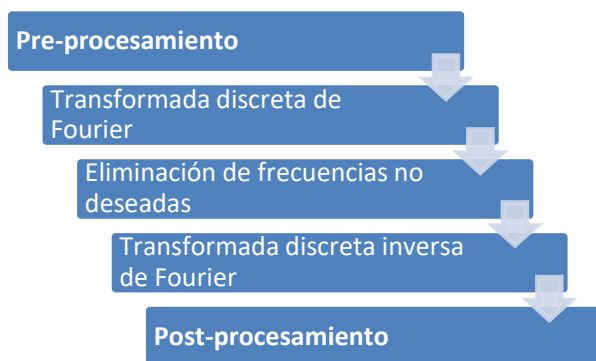 Pre-procesamiento
Transformada discreta de
Fourier
Eliminación de frecuencias no
deseadas
Transformada discreta inversa
de Fourier
Post-procesamiento